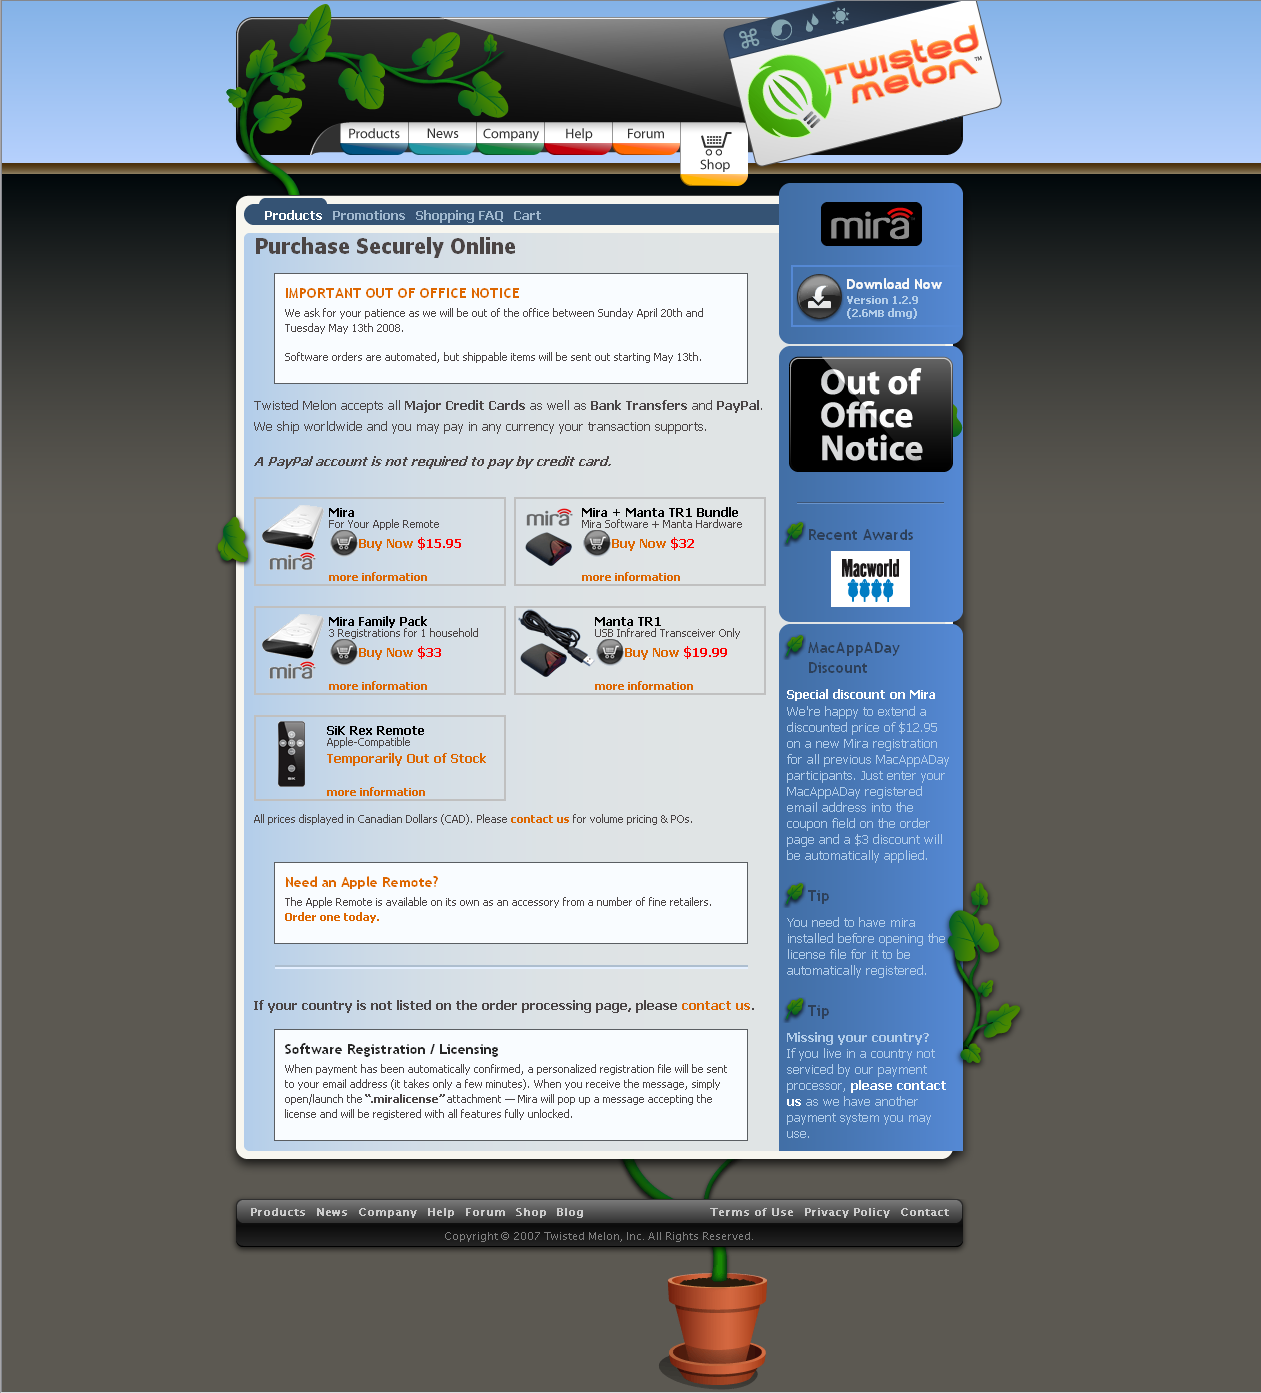 Twisted
melon™
Products News Company Help Forum
Shop
Products Promotions Shopping FAQ Cart
Purchase Securely Online
IMPORTANT OUT OF OFFICE NOTICE
We ask for your patience as we will be out of the office between Sunday April 20th and
Tuesday May 13th 2008.
Software orders are automated, but shippable items will be sent out starting May 13th.
Twisted Melon accepts all Major Credit Cards as well as Bank Transfers and PayPal.
We ship worldwide and you may pay in any currency your transaction supports.
A PayPal account is not required to pay by credit card.
mira
Mira
For Your Apple Remote
Buy Now $15.95
more information
mira
Mira + Manta TR1 Bundle
Mira Software + Manta Hardware
Buy Now $32
more information
mira
Mira Family Pack
3 Registrations for 1 household
Buy Now $33
more information
Manta TR1
USB Infrared Transceiver Only
Buy Now $19.99
more information
SiK
SiK Rex Remote
Apple-Compatible
Temporarily Out of Stock
more information
All prices displayed in Canadian Dollars (CAD). Please contact us for volume pricing & POs.
Need an Apple Remote?
The Apple Remote is available on its own as an accessory from a number of fine retailers.
Order one today.
If your country is not listed on the order processing page, please contact us.
Software Registration / Licensing
When payment has been automatically confirmed, a personalized registration file will be sent
to your email address (it takes only a few minutes). When you receive the message, simply
open/launch the “.miralicense” attachment — Mira will pop up a message accepting the
license and will be registered with all features fully unlocked.
mira
Download Now
Version 1.2.9
(2.6MB dmg)
Out of
Office
Notice
Recent Awards
Macworld
MacAppADay
Discount
Special discount on Mira
We're happy to extend a
discounted price of $12.95
on a new Mira registration
for all previous MacAppADay
participants. Just enter your
MacAppADay registered
email address into the
coupon field on the order
page and a $3 discount will
be automatically applied.
Tip
You need to have mira
installed before opening the
license file for it to be
automatically registered.
Tip
Missing your country?
If you live in a country not
serviced by our payment
processor, please contact
us as we have another
payment system you may
use.
Products News Company Help Forum Shop Blog Terms of Use Privacy Policy Contact
Copyright © 2007 Twisted Melon, Inc. All Rights Reserved.